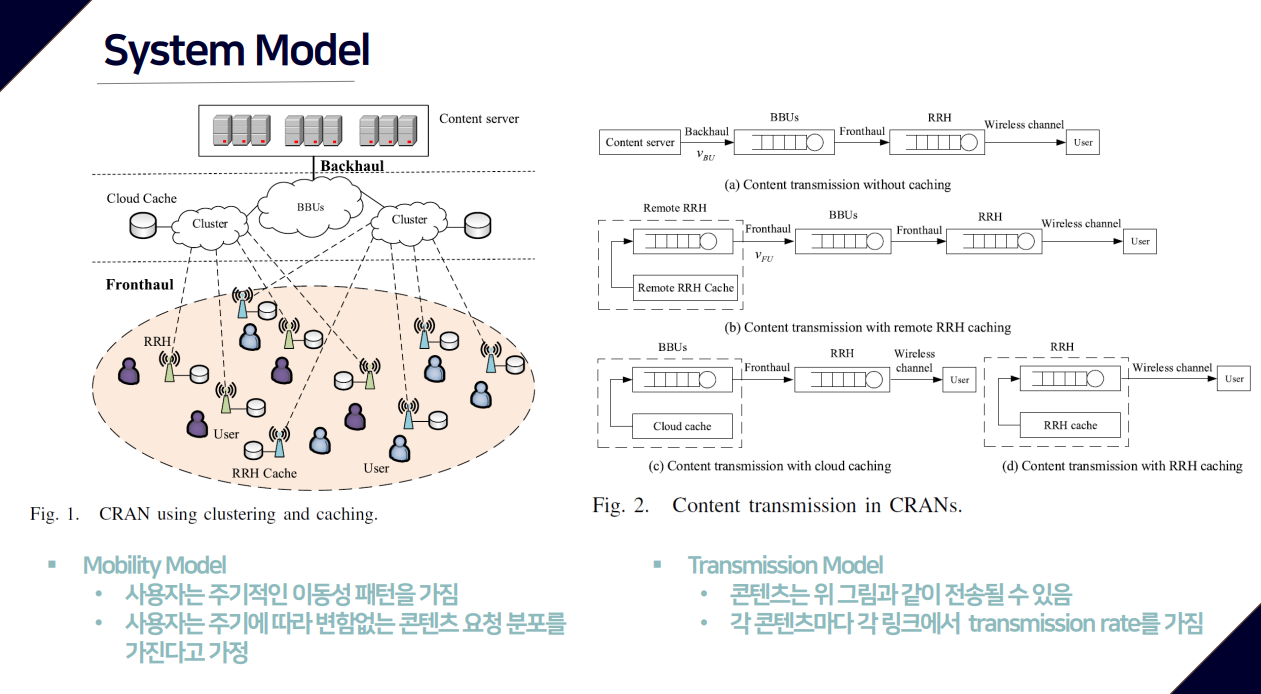 System Model
Content server
Backhaul
Cloud Cache
BBUs
Cluster
Cluster
Fronthaul
RRH
User
RRH Cache
User
Fig. 1. CRAN using clustering and caching.
Content server
Backhaul
v_BU
BBUs
Fronthaul
RRH
Wireless channel
User
(a) Content transmission without caching
Remote RRH
Remote RRH Cache
Fronthaul
v_FU
BBUs
Fronthaul
RRH
Wireless channel
User
(b) Content transmission with remote RRH caching
BBUs
Cloud cache
Fronthaul
RRH
Wireless
channel
User
(c) Content transmission with cloud caching
RRH
RRH cache
Wireless channel
User
(d) Content transmission with RRH caching
Fig. 2. Content transmission in CRANs.
▪ Mobility Model
• 사용자는 주기적인 이동성 패턴을 가짐
• 사용자는 주기에 따라 변함없는 콘텐츠 요청 분포를
가진다고 가정
▪ Transmission Model
• 콘텐츠는 위 그림과 같이 전송될 수 있음
• 각 콘텐츠마다 각 링크에서 transmission rate를 가짐